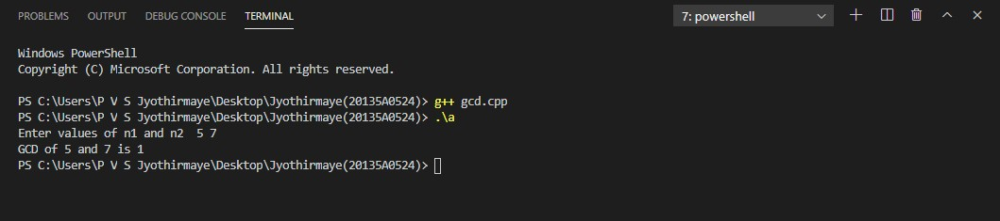 PROBLEMS OUTPUT DEBUG CONSOLE TERMINAL 7: powershell
Windows PowerShell
Copyright (C) Microsoft Corporation. All rights reserved.
PS C:\Users\P V S Jyothirmaye\Desktop\Jyothirmaye(20135A0524)> g++ gcd.cpp
PS C:\Users\P V S Jyothirmaye\Desktop\Jyothirmaye(20135A0524)> .\a
Enter values of n1 and n2  5 7
GCD of 5 and 7 is 1
PS C:\Users\P V S Jyothirmaye\Desktop\Jyothirmaye(20135A0524)>